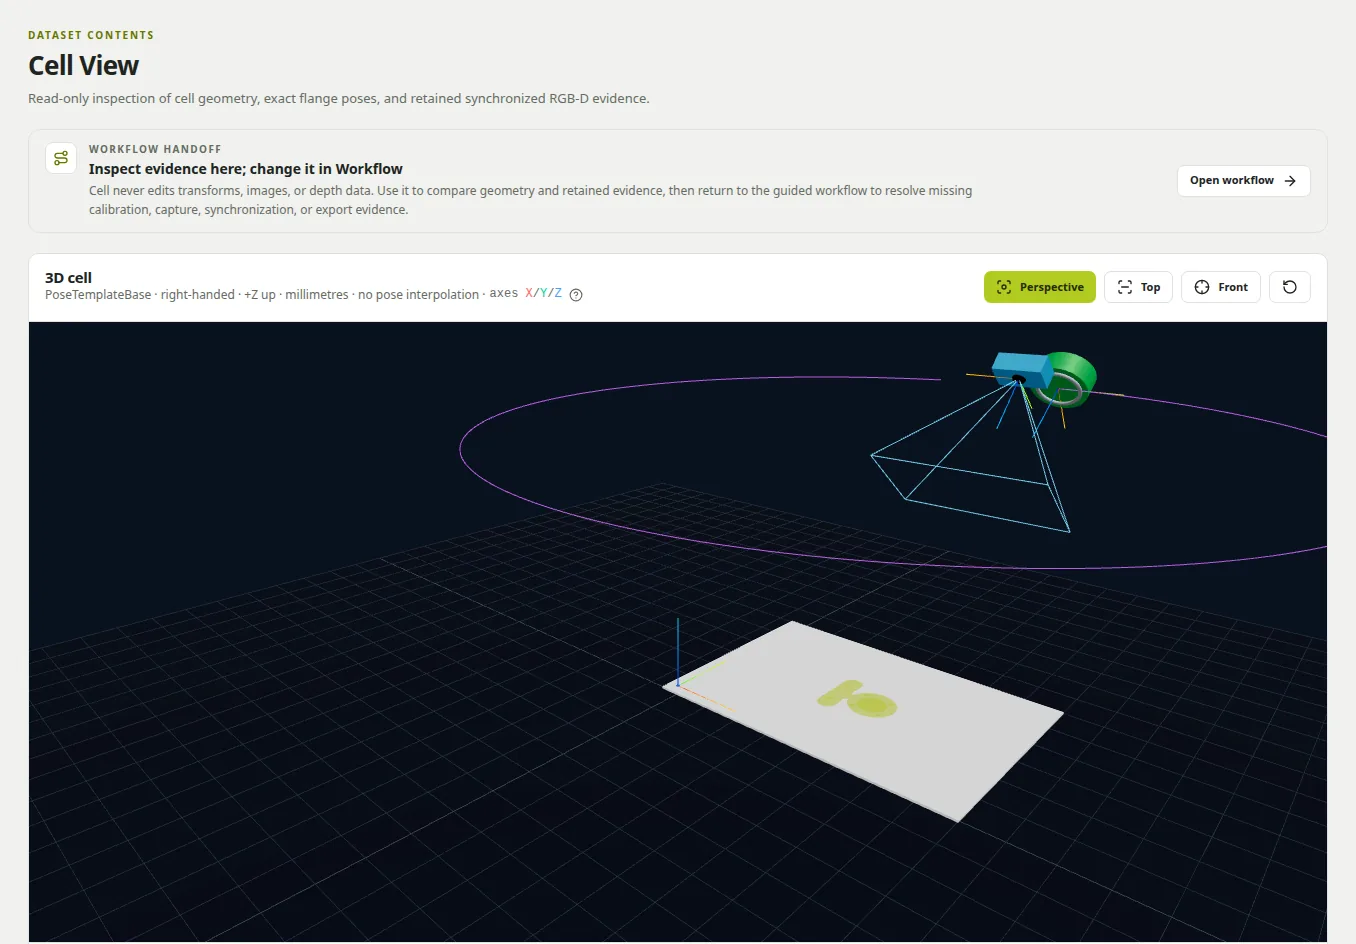 DATASET CONTENTS
Cell View
Read-only inspection of cell geometry, exact flange poses, and retained synchronized RGB-D evidence.
WORKFLOW HANDOFF
Inspect evidence here; change it in Workflow
Cell never edits transforms, images, or depth data. Use it to compare geometry and retained evidence, then return to the guided workflow to resolve missing
calibration, capture, synchronization, or export evidence.
Open workflow
3D cell
PoseTemplateBase · right-handed · +Z up · millimetres · no pose interpolation · axes X/Y/Z
Perspective
Top
Front